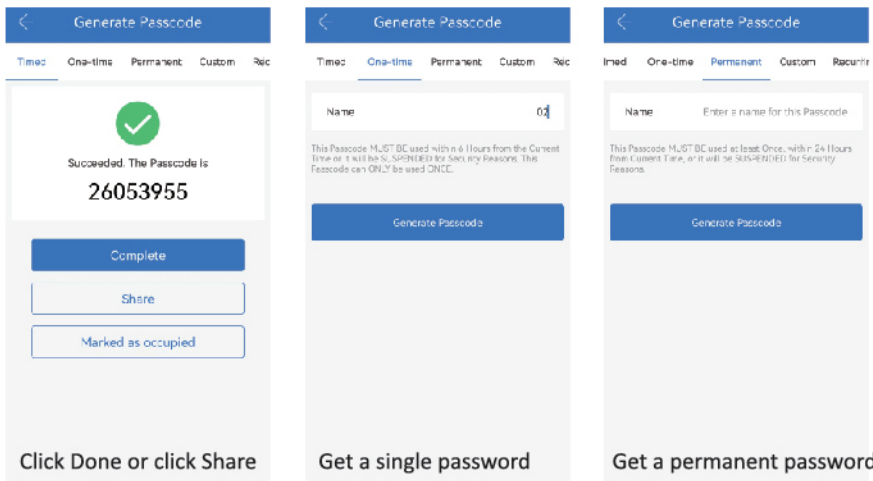 Generate Passcode
Timed One-time Permanent Custom Rec
Succeeded. The Passcode is
26053955
Complete
Share
Marked as occupied
Click Done or click Share
Generate Passcode
Timed One-time Permanent Custom Rec
Name 02
This Passcode MUST BE used within 6 Hours from the Current
Time or it will be SUSPENDED for Security Reasons. This
Passcode can ONLY be used ONCE.
Generate Passcode
Get a single password
Generate Passcode
imed One-time Permanent Custom Recurrin
Name Enter a name for this Passcode
This Passcode MUST BE used at least Once, within 24 Hours
from Current Time, or it will be SUSPENDED for Security
Reasons.
Generate Passcode
Get a permanent password